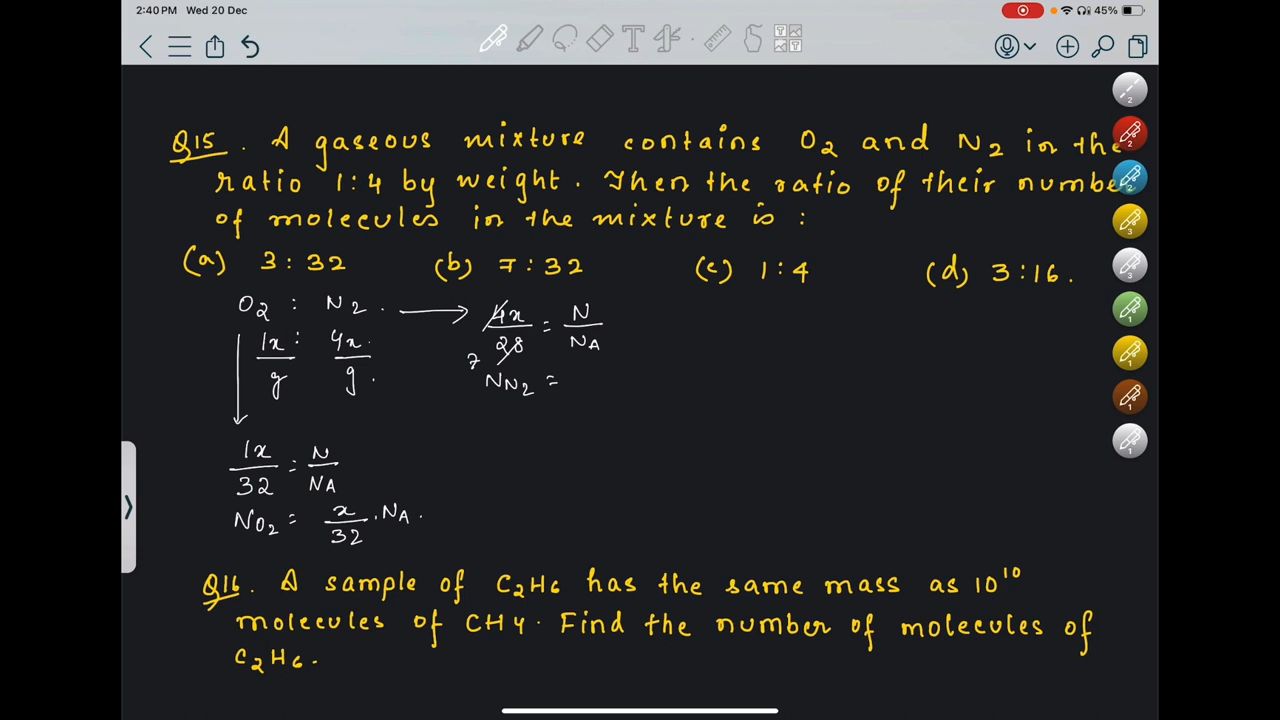 2:40 PM Wed 20 Dec
45%
Q15. A gaseous mixture contains O2 and N2 in the
ratio 1:4 by weight. Then the ratio of their number
of molecules in the mixture is :
(a) 3:32 (b) 7:32 (c) 1:4 (d) 3:16.
O2 : N2. → 4x/28 = N/NA
1x/g : 4x/g.
7
NN2 =
1x/32 = N/NA
NO2 = x/32 . NA.
Q16. A sample of C2H6 has the same mass as 10^10
molecules of CH4. Find the number of molecules of
C2H6.